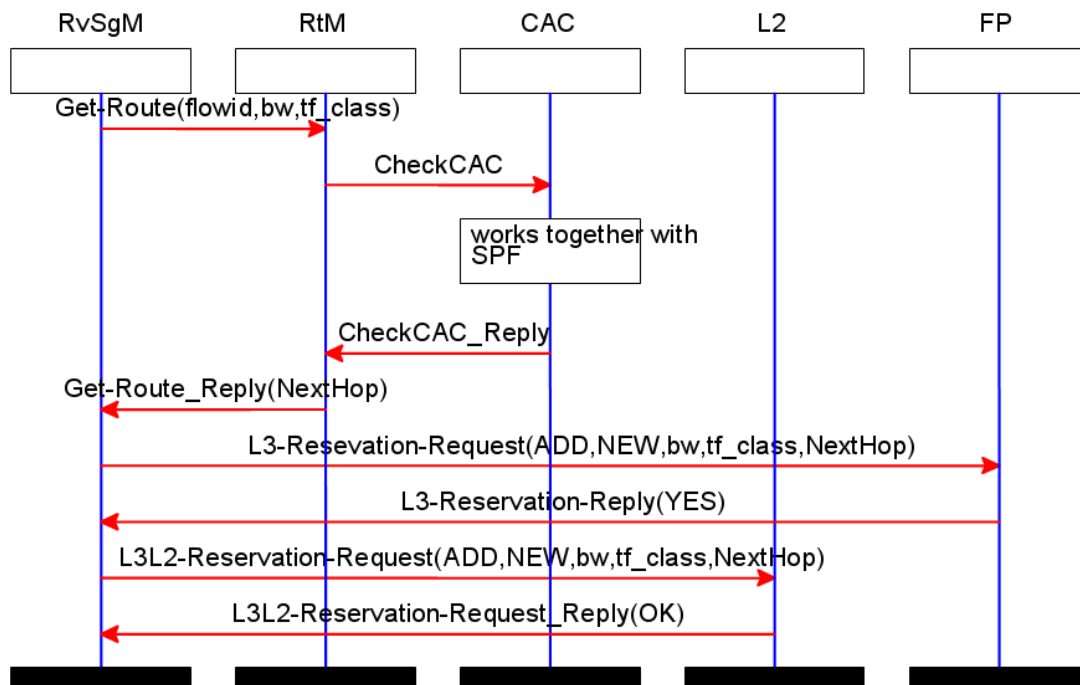 RvSgM RtM CAC L2 FP
Get-Route(flowid,bw,tf_class)
CheckCAC
works together with
SPF
CheckCAC_Reply
Get-Route_Reply(NextHop)
L3-Resevation-Request(ADD,NEW,bw,tf_class,NextHop)
L3-Reservation-Reply(YES)
L3L2-Reservation-Request(ADD,NEW,bw,tf_class,NextHop)
L3L2-Reservation-Request_Reply(OK)